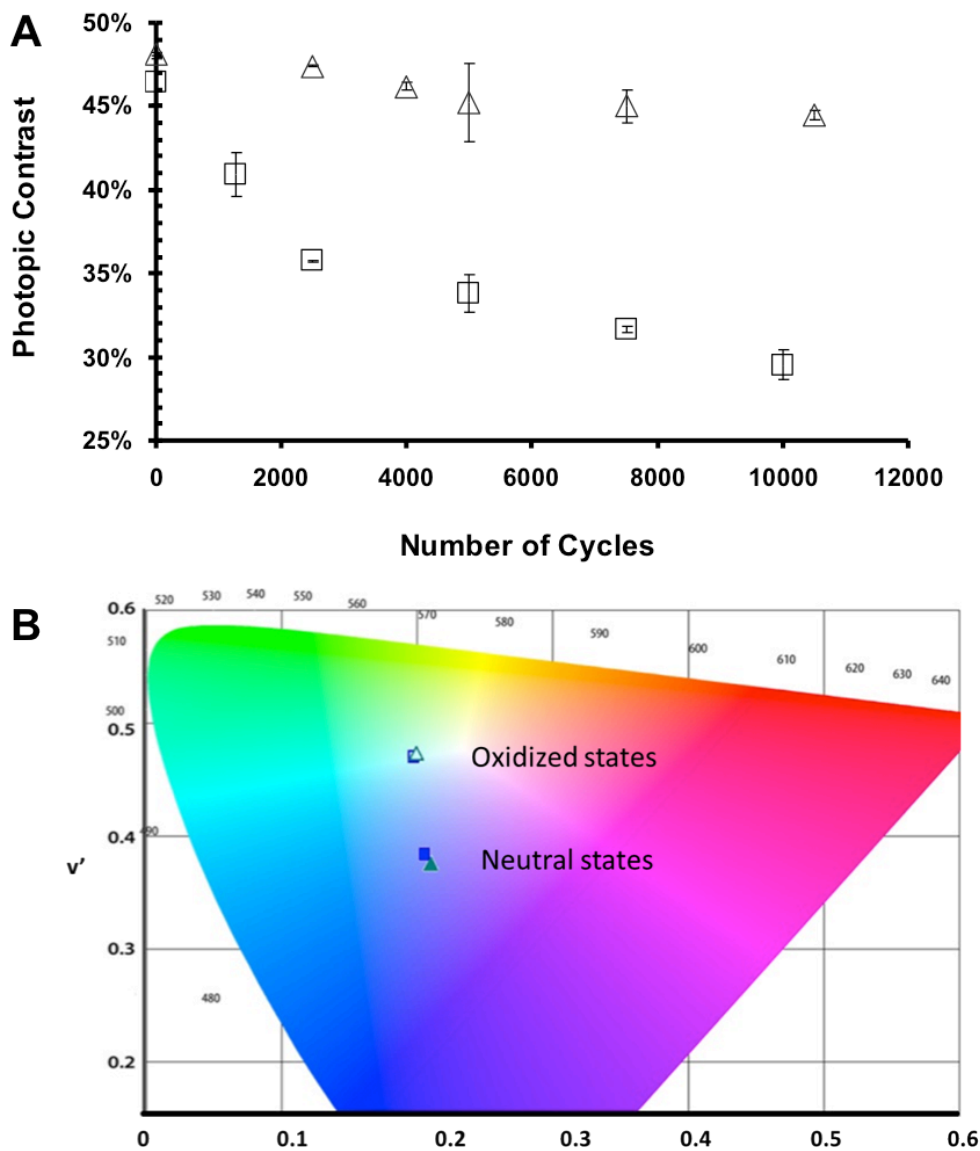 A
50%
45%
40%
35%
30%
25%
Photopic Contrast
0 2000 4000 6000 8000 10000 12000
Number of Cycles
B
520 530 540 550 560 570 580 590 600 610 620 630 640
510
500
490
480
0.6
0.5
0.4
0.3
0.2
v’
Oxidized states
Neutral states
0 0.1 0.2 0.3 0.4 0.5 0.6